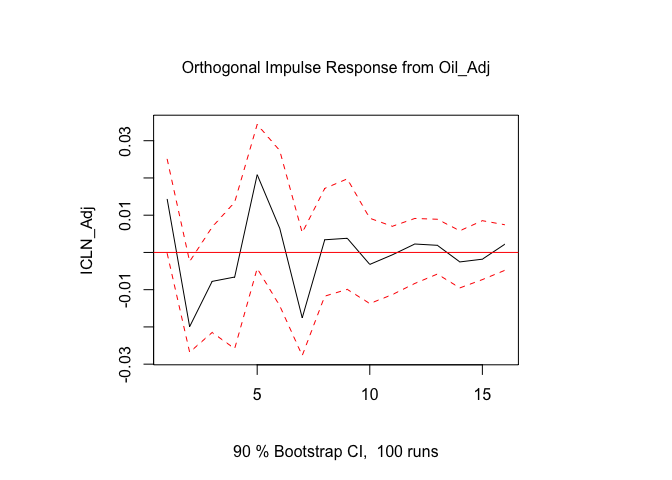 Orthogonal Impulse Response from Oil_Adj
ICLN_Adj
0.03
0.01
-0.01
-0.03
5 10 15
90 % Bootstrap CI,  100 runs